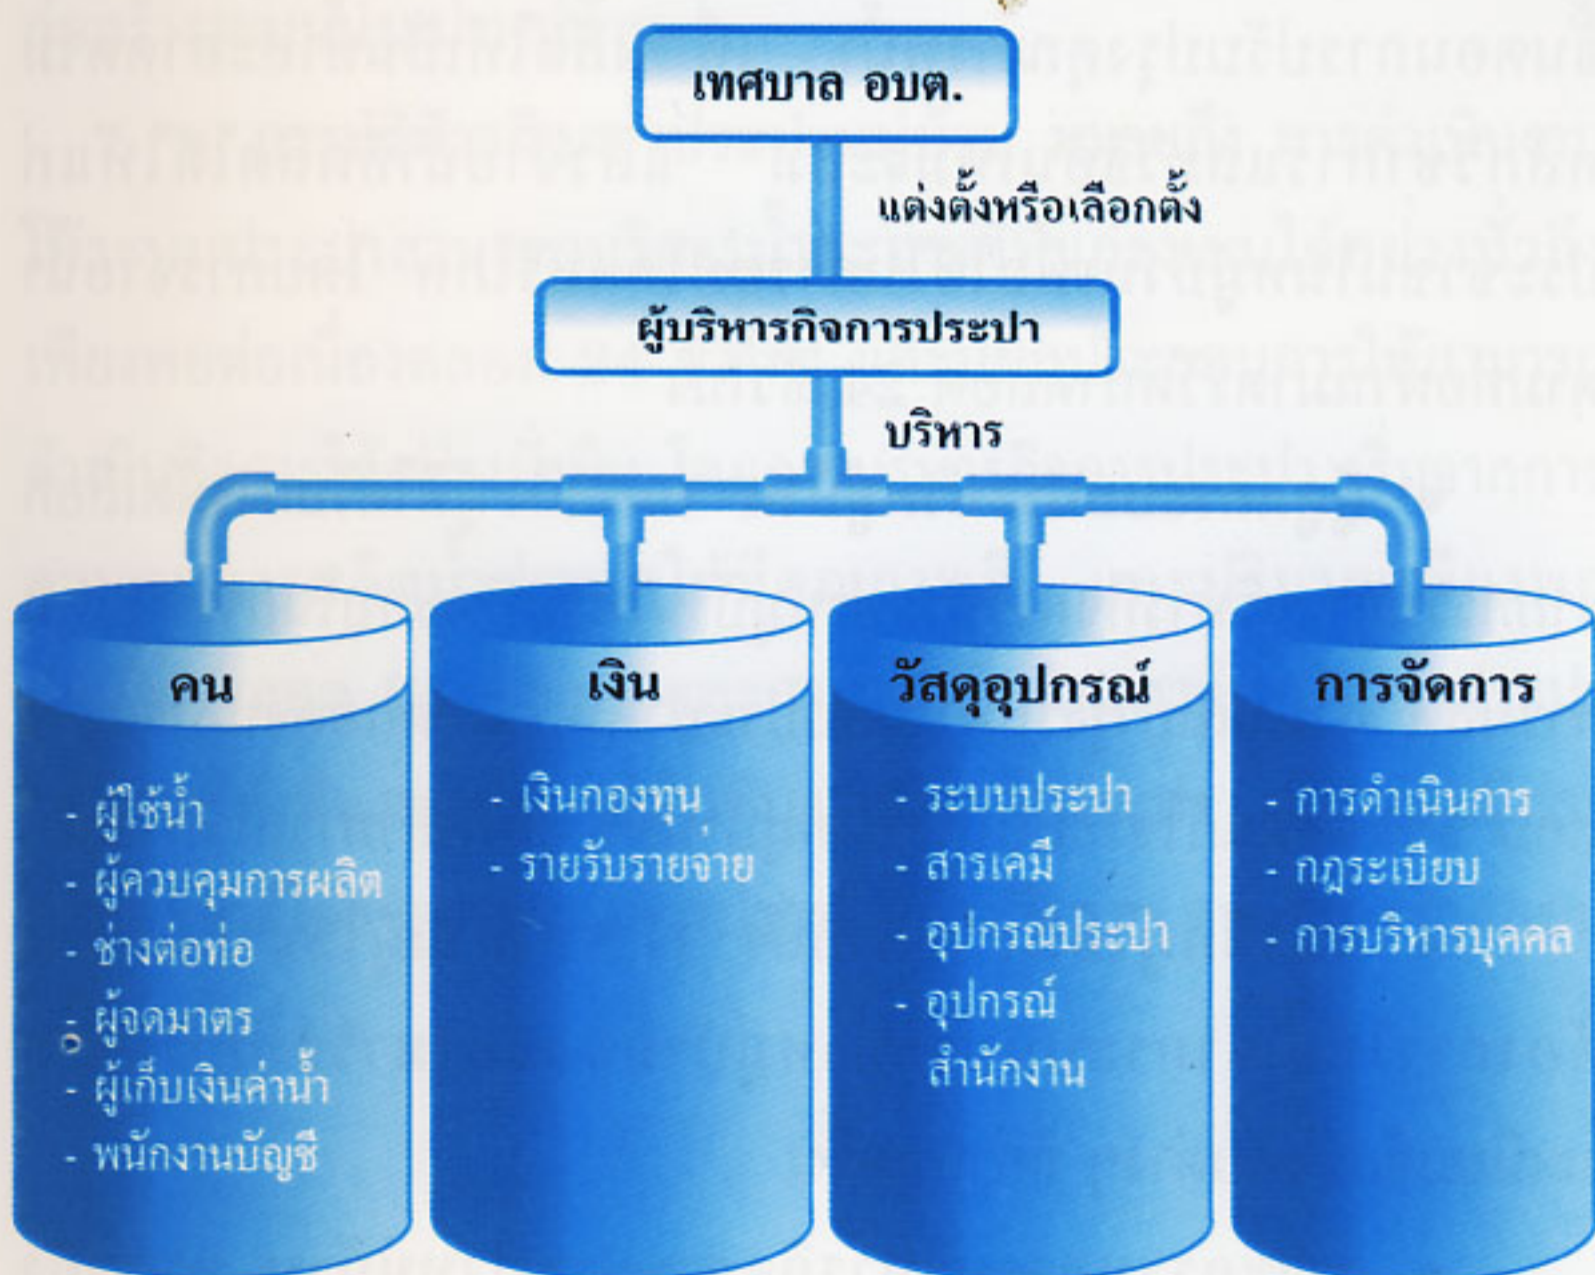 เทศบาล อบต.
แต่งตั้งหรือเลือกตั้ง
ผู้บริหารกิจการประปา
บริหาร
คน
- ผู้ใช้น้ำ
- ผู้ควบคุมการผลิต
- ช่างต่อท่อ
- ผู้จดมาตร
- ผู้เก็บเงินค่าน้ำ
- พนักงานบัญชี
เงิน
- เงินกองทุน
- รายรับรายจ่าย
วัสดุอุปกรณ์
- ระบบประปา
- สารเคมี
- อุปกรณ์ประปา
- อุปกรณ์
สำนักงาน
การจัดการ
- การดำเนินการ
- กฎระเบียบ
- การบริหารบุคคล